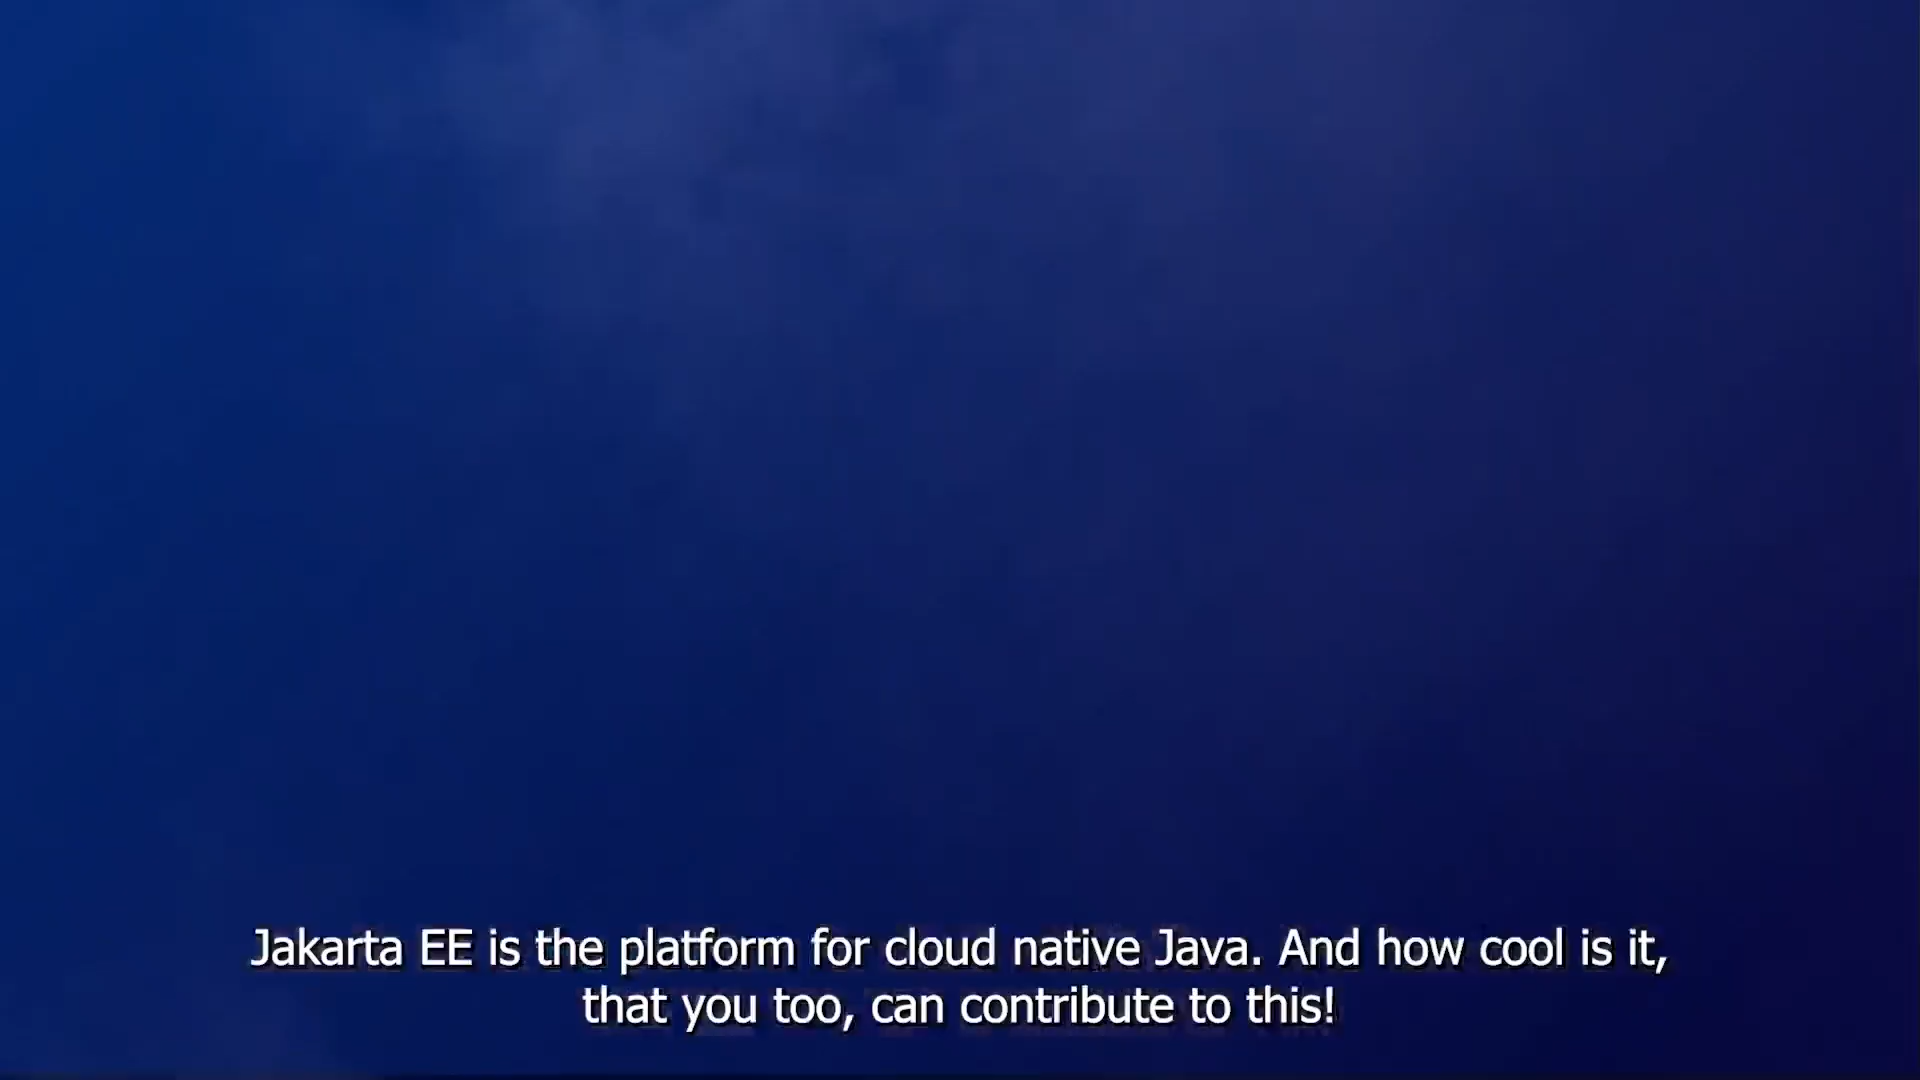 Jakarta EE is the platform for cloud native Java. And how cool is it,
that you too, can contribute to this!